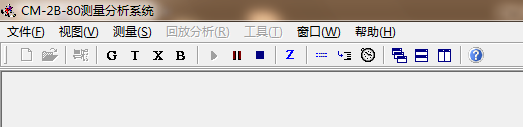 CM-2B-80测量分析系统
文件(F) 视图(V) 测量(S) 回放分析(R) 工具(T) 窗口(W) 帮助(H)
G T X B Z